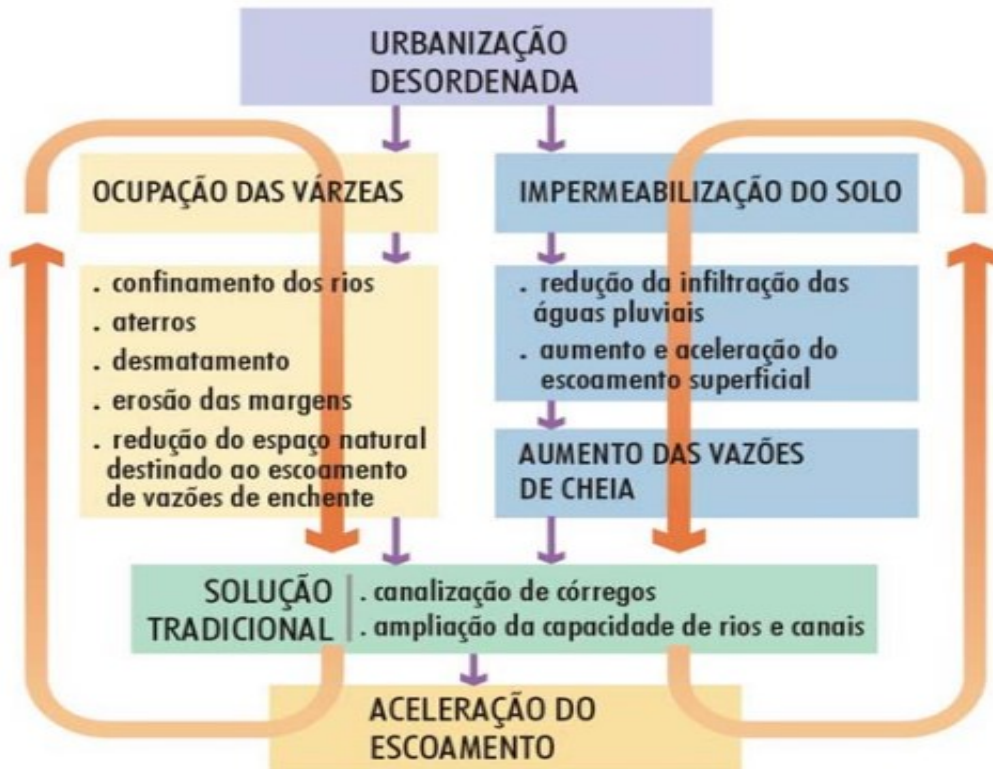 URBANIZAÇÃO
DESORDENADA
OCUPAÇÃO DAS VÁRZEAS
. confinamento dos rios
. aterros
. desmatamento
. erosão das margens
. redução do espaço natural
destinado ao escoamento
de vazões de enchente
IMPERMEABILIZAÇÃO DO SOLO
. redução da infiltração das
águas pluviais
. aumento e aceleração do
escoamento superficial
AUMENTO DAS VAZÕES
DE CHEIA
SOLUÇÃO
TRADICIONAL
. canalização de córregos
. ampliação da capacidade de rios e canais
ACELERAÇÃO DO
ESCOAMENTO